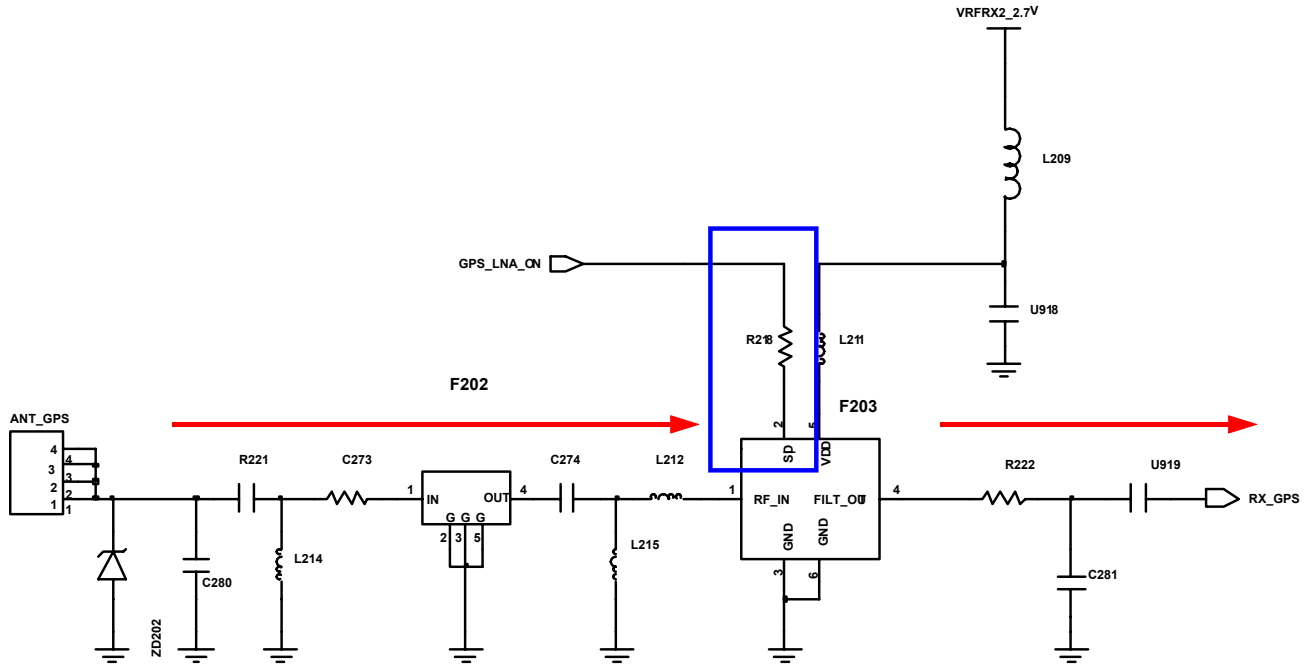 VRFRX2_2.7V
L209
GPS_LNA_ON
U918
R218
L211
F202
F203
ANT_GPS
2
5
SD
VDD
4
3
2
1
4
3
2
1
R221
C273
1
IN
OUT
4
G
G
G
2
3
5
C274
L212
1
RF_IN
FILT_OUT
4
GND
GND
3
6
R222
U919
RX_GPS
L214
L215
C280
C281
ZD202